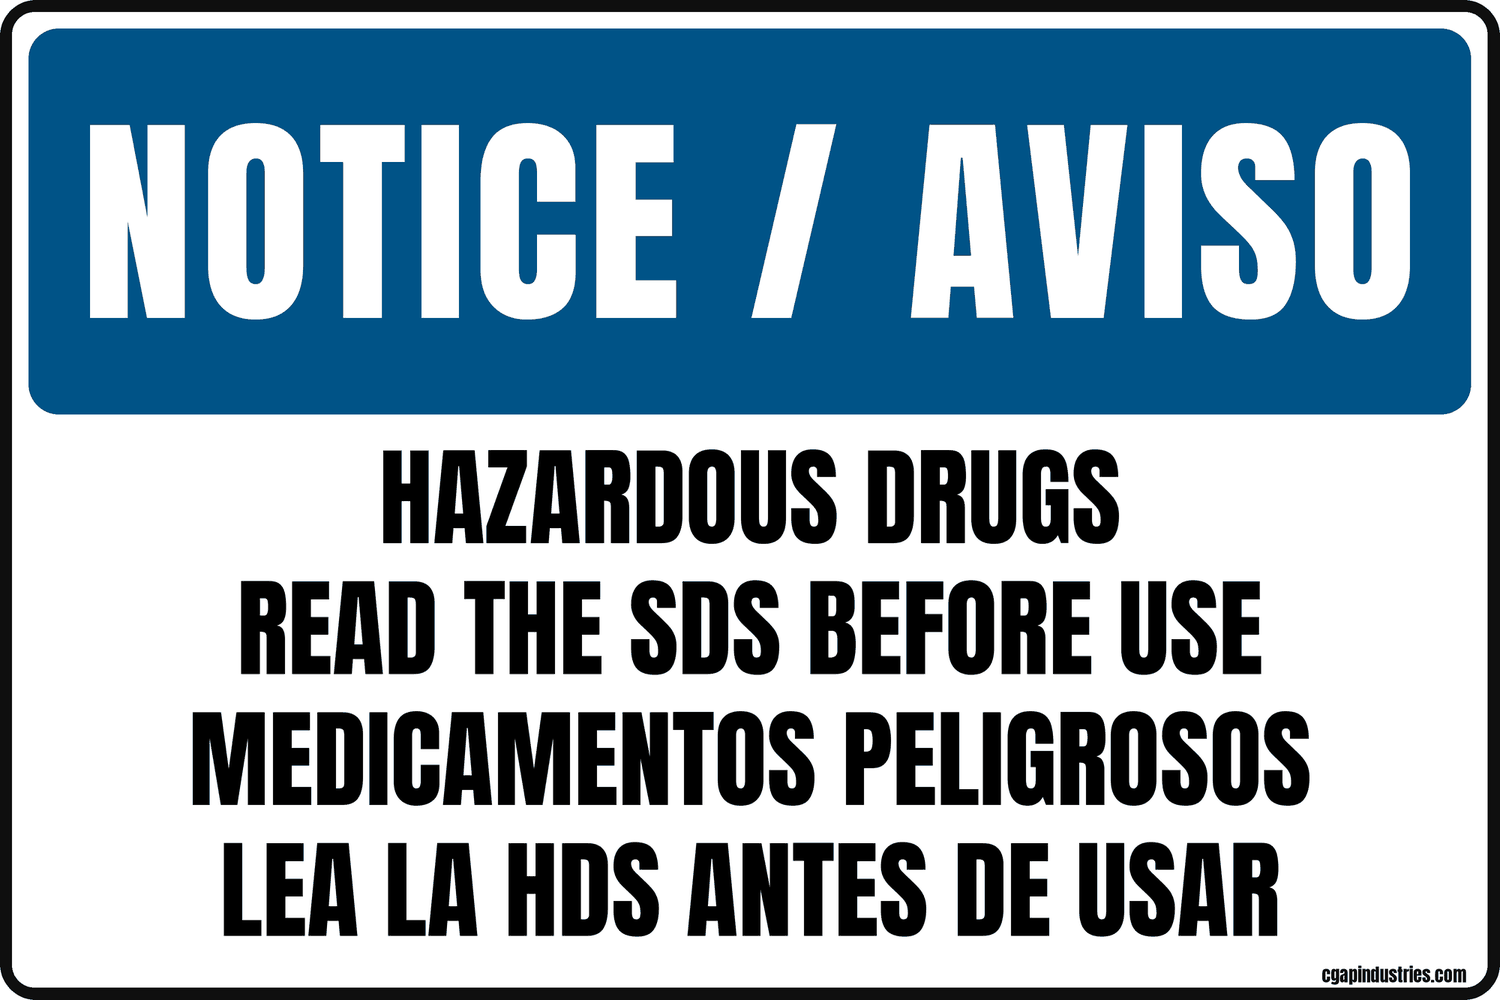 NOTICE / AVISO
HAZARDOUS DRUGS
READ THE SDS BEFORE USE
MEDICAMENTOS PELIGROSOS
LEA LA HDS ANTES DE USAR
cgapindustries.com